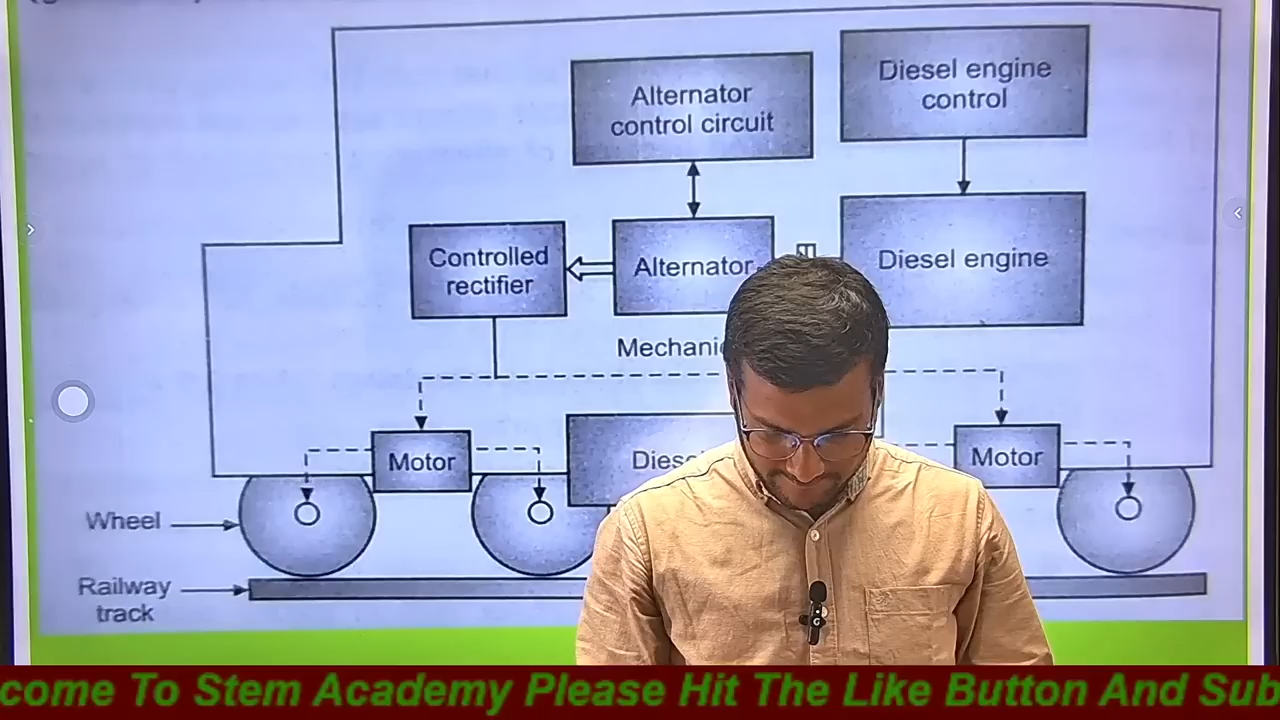 Alternator
control circuit
Diesel engine
control
Controlled
rectifier
Alternator
Diesel engine
Motor
Motor
Wheel
Railway
track
come To Stem Academy Please Hit The Like Button And Sub